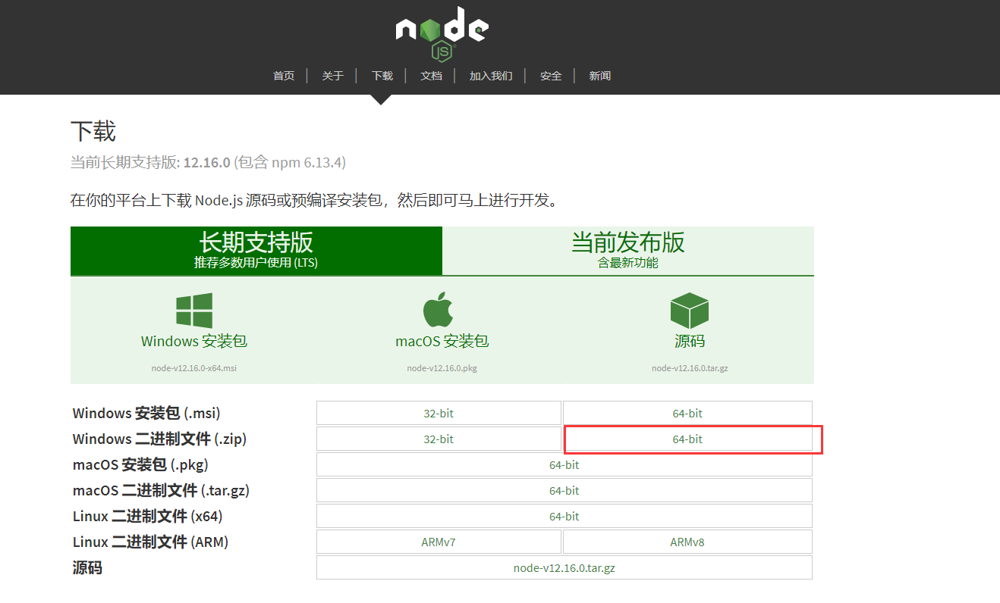 node
JS
首页 关于 下载 文档 加入我们 安全 新闻
下载
当前长期支持版: 12.16.0 (包含 npm 6.13.4)
在你的平台上下载 Node.js 源码或预编译安装包，然后即可马上进行开发。
长期支持版
推荐多数用户使用 (LTS)
当前发布版
含最新功能
Windows 安装包
node-v12.16.0-x64.msi
macOS 安装包
node-v12.16.0.pkg
源码
node-v12.16.0.tar.gz
Windows 安装包 (.msi) 32-bit 64-bit
Windows 二进制文件 (.zip) 32-bit 64-bit
macOS 安装包 (.pkg) 64-bit
macOS 二进制文件 (.tar.gz) 64-bit
Linux 二进制文件 (x64) 64-bit
Linux 二进制文件 (ARM) ARMv7 ARMv8
源码 node-v12.16.0.tar.gz